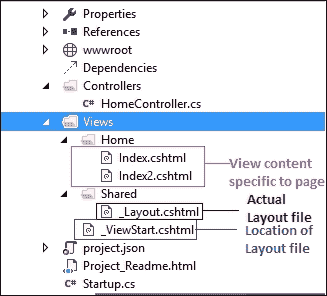 Properties
References
wwwroot
Dependencies
Controllers
C# HomeController.cs
Views
Home
Index.cshtml
Index2.cshtml
View content
specific to page
Shared
_Layout.cshtml
Actual
Layout file
_ViewStart.cshtml
Location of
Layout file
project.json
Project_Readme.html
C# Startup.cs